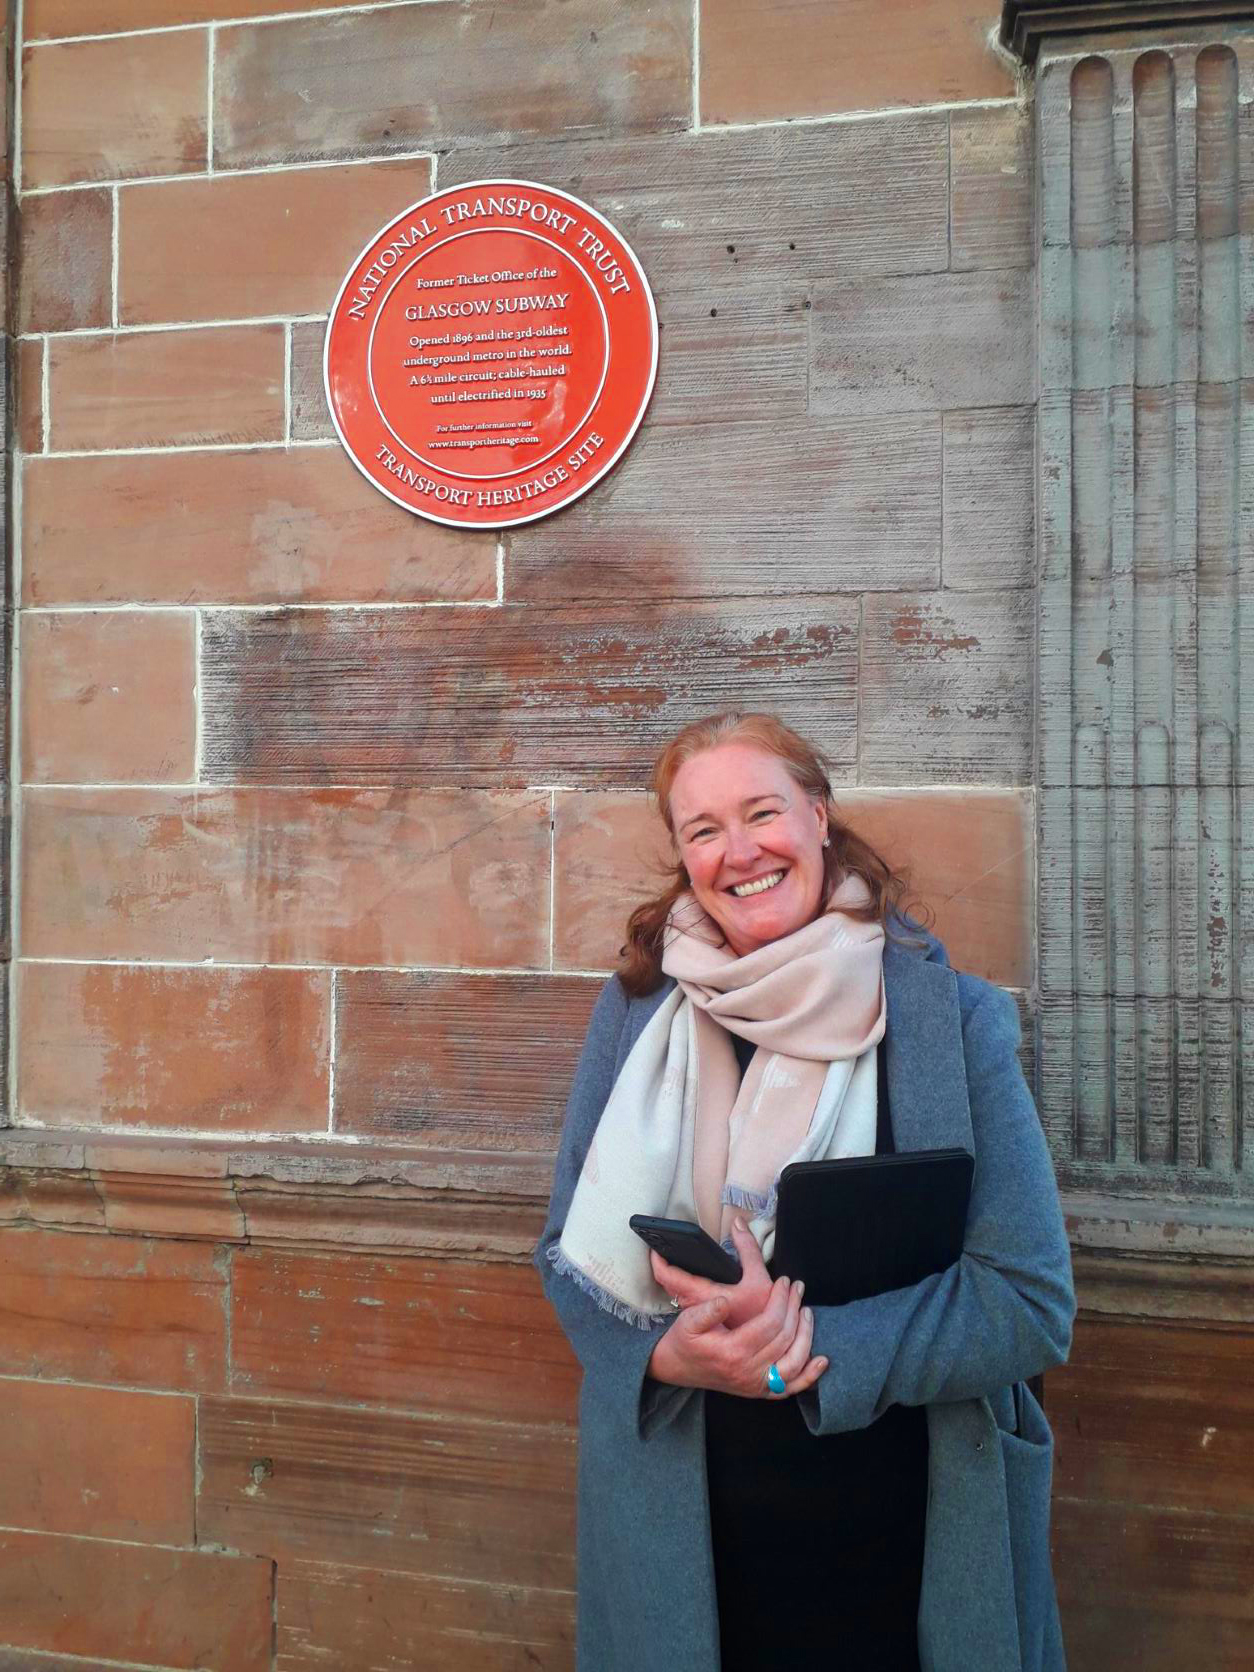 NATIONAL TRANSPORT TRUST
Former Ticket Office of the
GLASGOW SUBWAY
Opened 1896 and the 3rd-oldest
underground metro in the world.
A 6½ mile circuit; cable-hauled
until electrified in 1935
For further information visit
www.transportheritage.com
TRANSPORT HERITAGE SITE